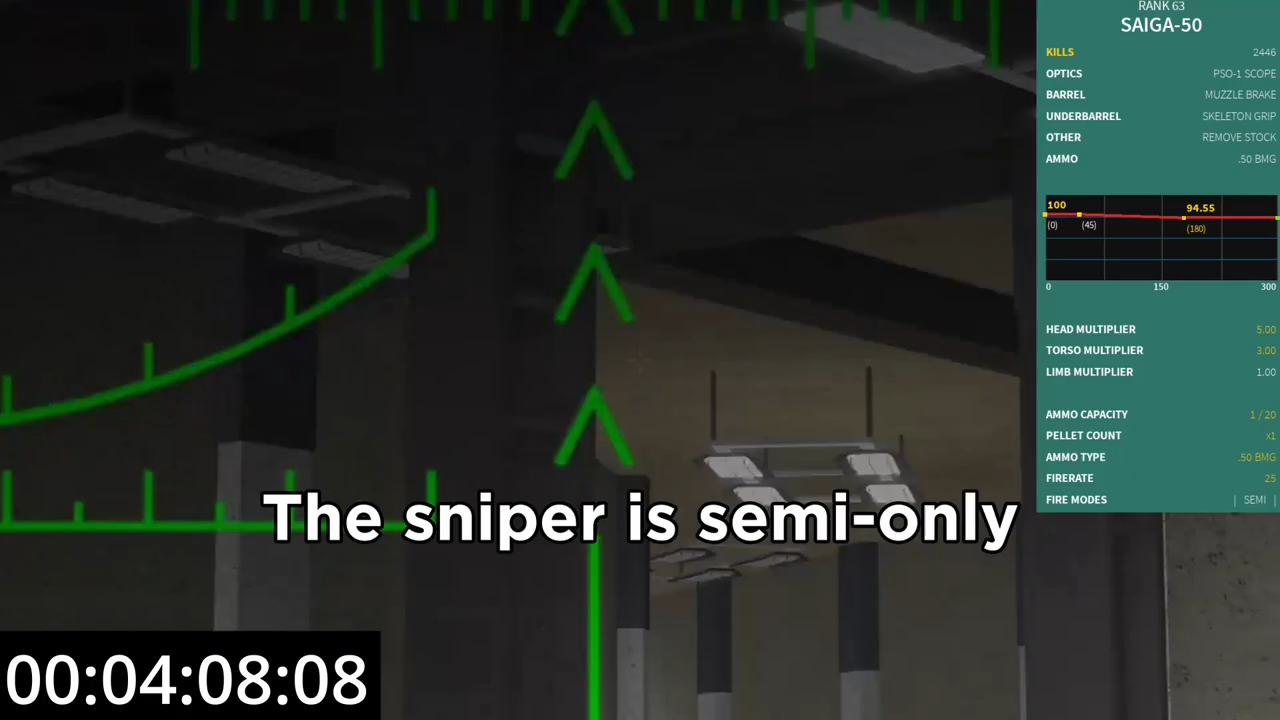 RANK 63
SAIGA-50
KILLS 2446
OPTICS PSO-1 SCOPE
BARREL MUZZLE BRAKE
UNDERBARREL SKELETON GRIP
OTHER REMOVE STOCK
AMMO .50 BMG
100 94.55
(0) (45) (180)
0 150 300
HEAD MULTIPLIER 5.00
TORSO MULTIPLIER 3.00
LIMB MULTIPLIER 1.00
AMMO CAPACITY 1 / 20
PELLET COUNT x1
AMMO TYPE .50 BMG
FIRERATE 25
FIRE MODES | SEMI |
The sniper is semi-only
00:04:08:08